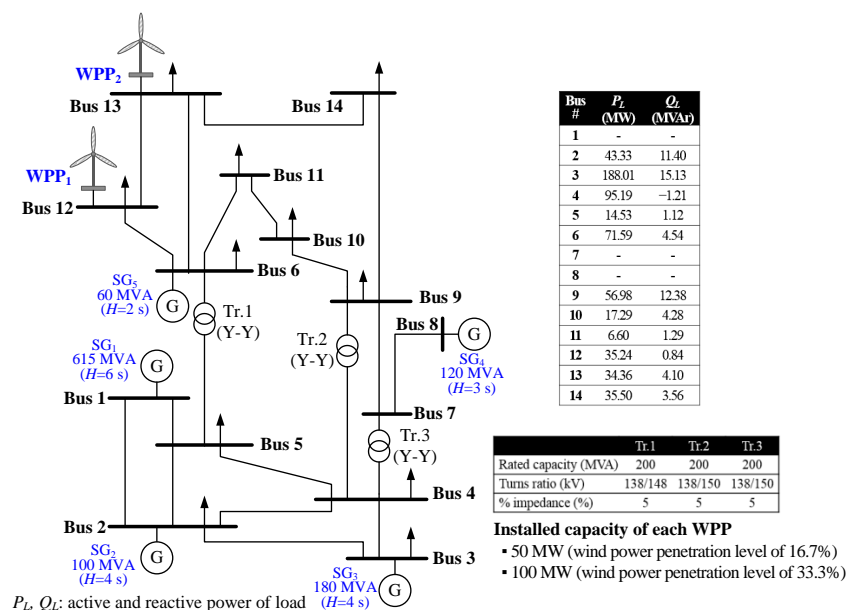 WPP2
Bus 13
Bus 14
WPP1
Bus 12
Bus 11
Bus 10
Bus 6
SG5
60 MVA
(H=2 s)
G
Tr.1
(Y-Y)
Bus 9
Tr.2
(Y-Y)
Bus 8
G
SG4
120 MVA
(H=3 s)
SG1
615 MVA
(H=6 s)
G
Bus 1
Bus 7
Tr.3
(Y-Y)
Bus 5
Bus 4
Bus 2
SG2
100 MVA
(H=4 s)
G
Bus 3
SG3
180 MVA
(H=4 s)
G
PL, QL: active and reactive power of load
Bus # PL (MW) QL (MVAr)
1 - -
2 43.33 11.40
3 188.01 15.13
4 95.19 −1.21
5 14.53 1.12
6 71.59 4.54
7 - -
8 - -
9 56.98 12.38
10 17.29 4.28
11 6.60 1.29
12 35.24 0.84
13 34.36 4.10
14 35.50 3.56
Tr.1 Tr.2 Tr.3
Rated capacity (MVA) 200 200 200
Turns ratio (kV) 138/148 138/150 138/150
% impedance (%) 5 5 5
Installed capacity of each WPP
▪ 50 MW (wind power penetration level of 16.7%)
▪ 100 MW (wind power penetration level of 33.3%)